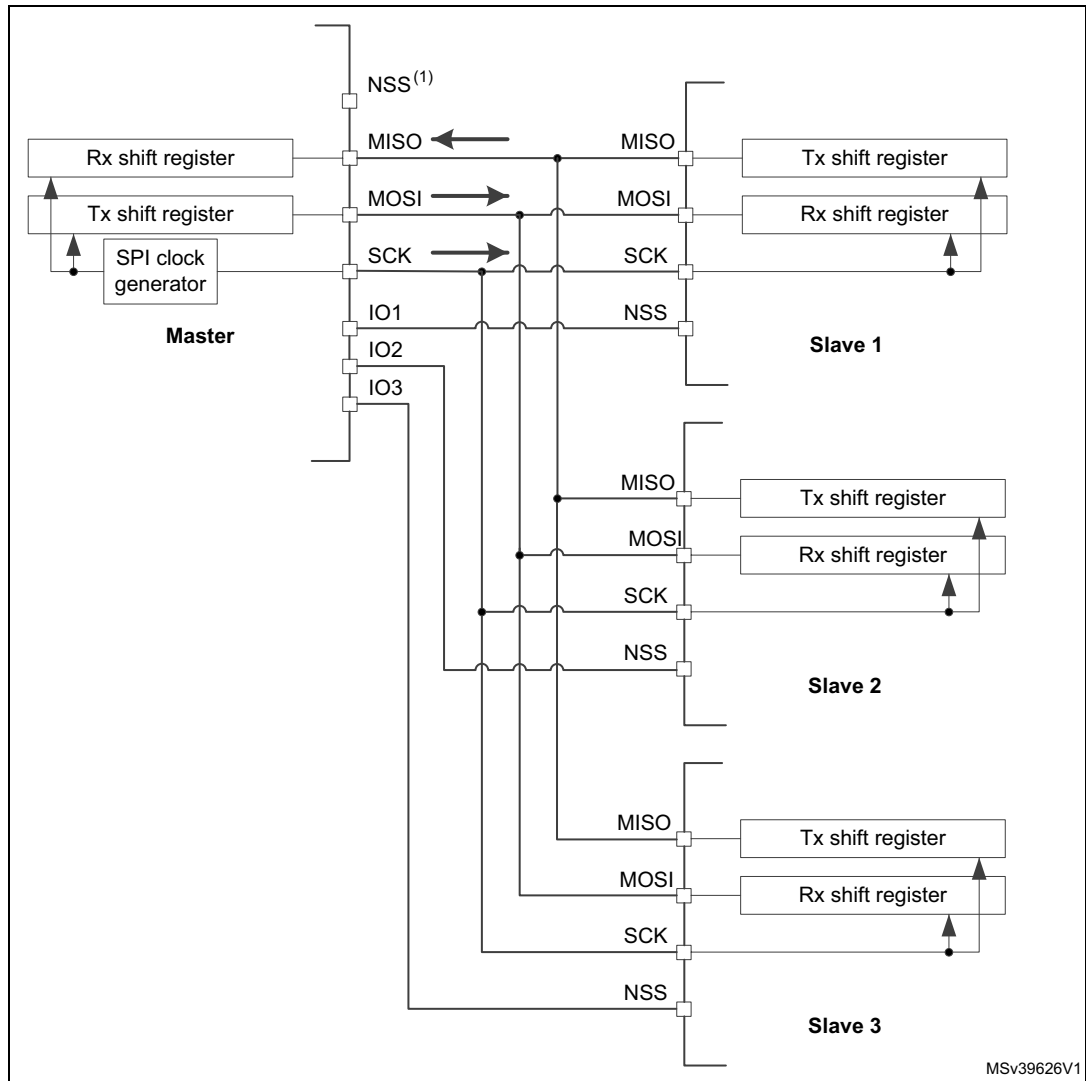 NSS(1)
MISO
MISO
Rx shift register
Tx shift register
MOSI
MOSI
Tx shift register
Rx shift register
SCK
SCK
SPI clock
generator
IO1
NSS
Master
Slave 1
IO2
IO3
MISO
Tx shift register
MOSI
Rx shift register
SCK
NSS
Slave 2
MISO
Tx shift register
MOSI
Rx shift register
SCK
NSS
Slave 3
MSv39626V1